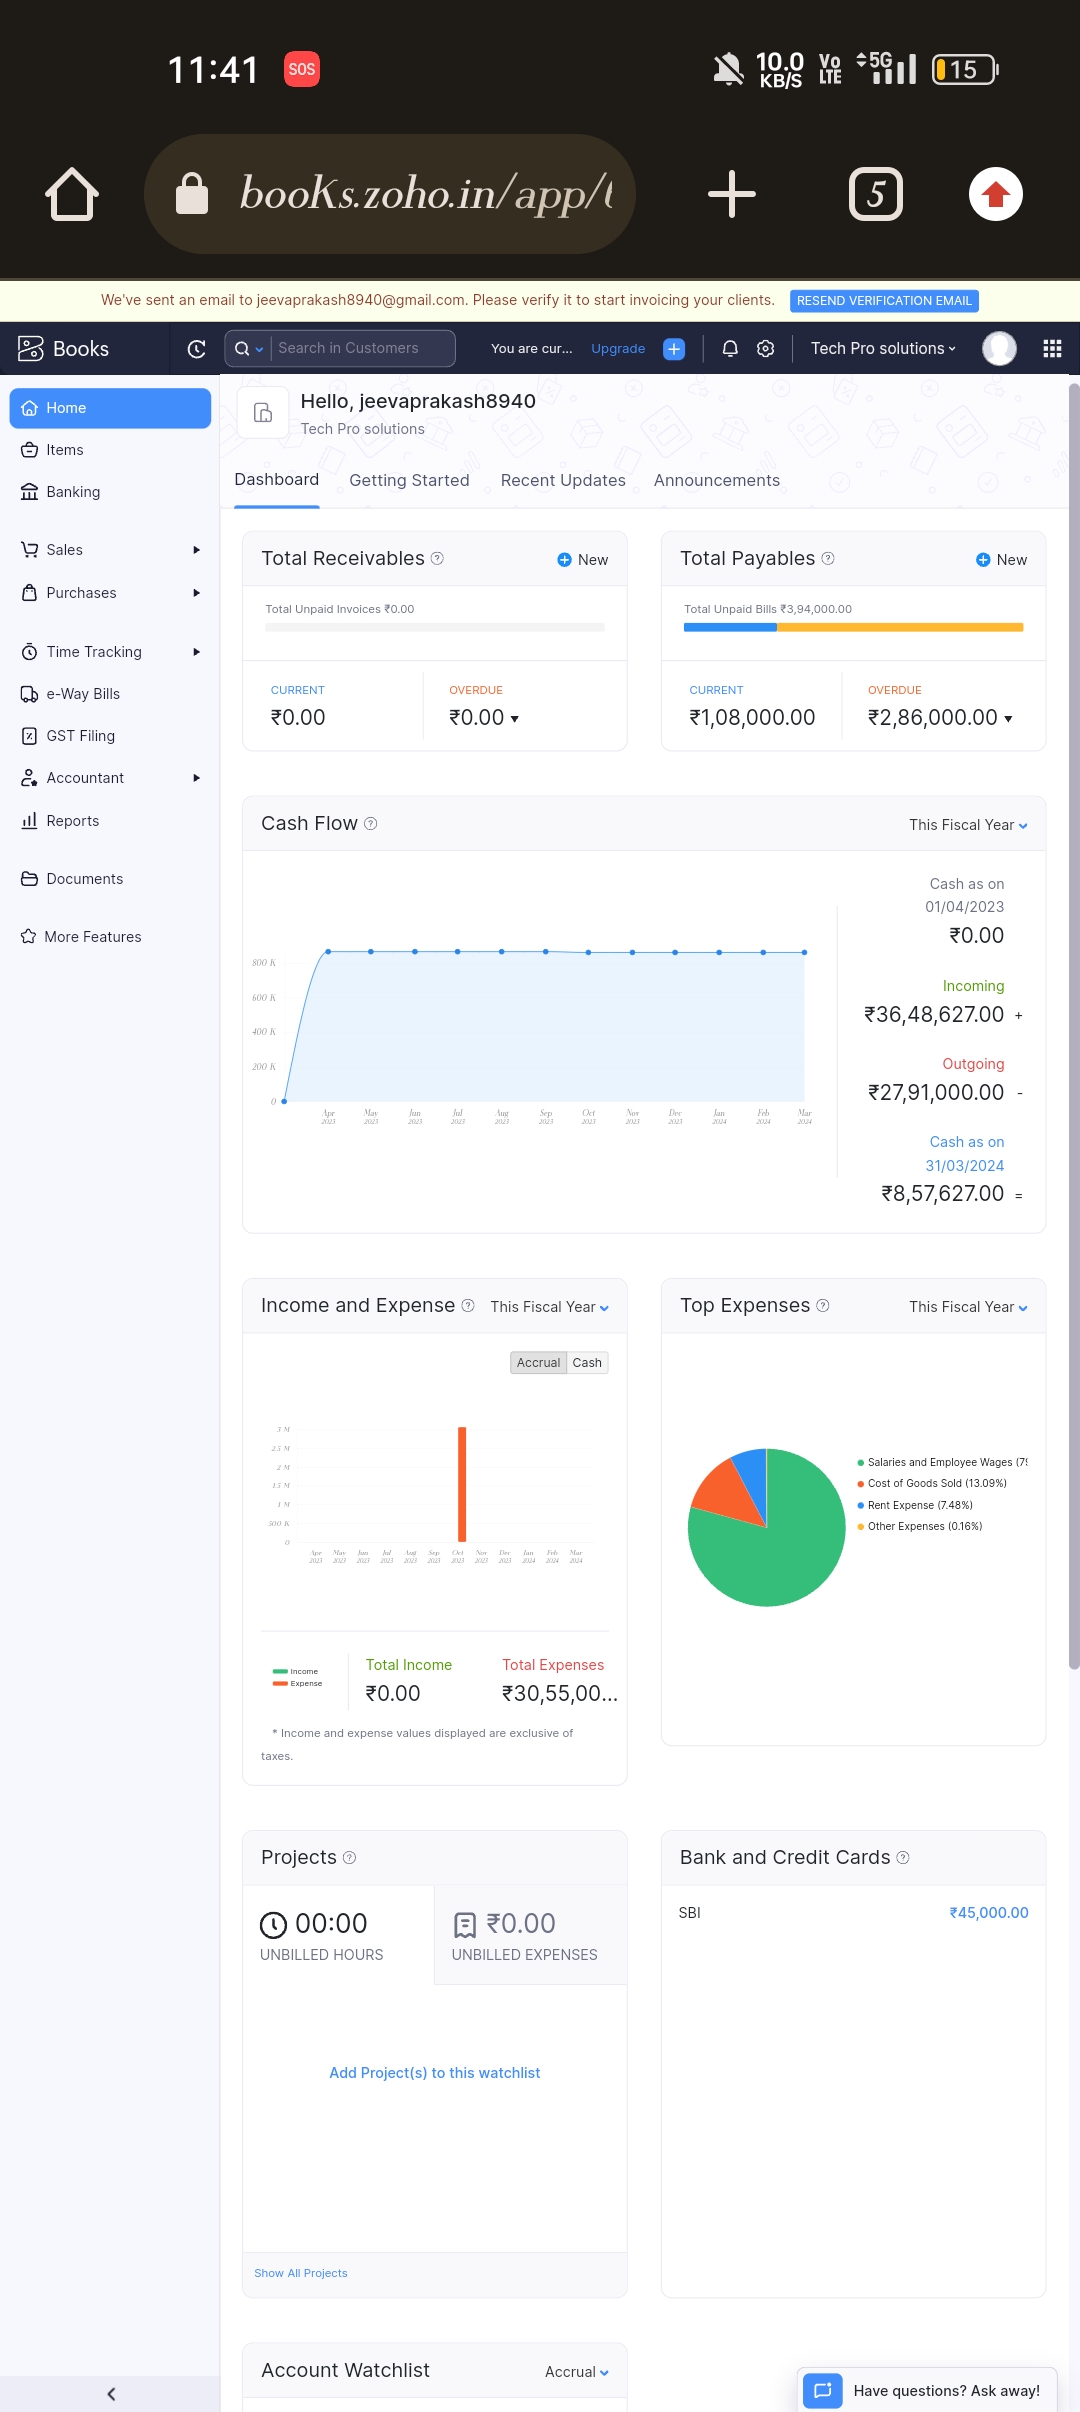 11:41 SOS 10.0 KB/S Vo LTE 5G 15
books.zoho.in/app/
5
We've sent an email to jeevaprakash8940@gmail.com. Please verify it to start invoicing your clients. RESEND VERIFICATION EMAIL
Books Search in Customers You are cur... Upgrade Tech Pro solutions
Home
Items
Banking
Sales
Purchases
Time Tracking
e-Way Bills
GST Filing
Accountant
Reports
Documents
More Features
Hello, jeevaprakash8940
Tech Pro solutions
Dashboard Getting Started Recent Updates Announcements
Total Receivables New
Total Unpaid Invoices ₹0.00
CURRENT OVERDUE
₹0.00 ₹0.00
Total Payables New
Total Unpaid Bills ₹3,94,000.00
CURRENT OVERDUE
₹1,08,000.00 ₹2,86,000.00
Cash Flow This Fiscal Year
800 K
600 K
400 K
200 K
0
Apr 2023 May 2023 Jun 2023 Jul 2023 Aug 2023 Sep 2023 Oct 2023 Nov 2023 Dec 2023 Jan 2024 Feb 2024 Mar 2024
Cash as on
01/04/2023
₹0.00
Incoming
₹36,48,627.00 +
Outgoing
₹27,91,000.00 -
Cash as on
31/03/2024
₹8,57,627.00 =
Income and Expense This Fiscal Year
Accrual Cash
3 M
2.5 M
2 M
1.5 M
1 M
500 K
0
Apr 2023 May 2023 Jun 2023 Jul 2023 Aug 2023 Sep 2023 Oct 2023 Nov 2023 Dec 2023 Jan 2024 Feb 2024 Mar 2024
Income
Expense
Total Income Total Expenses
₹0.00 ₹30,55,00...
* Income and expense values displayed are exclusive of
taxes.
Top Expenses This Fiscal Year
Salaries and Employee Wages (79
Cost of Goods Sold (13.09%)
Rent Expense (7.48%)
Other Expenses (0.16%)
Projects
00:00 ₹0.00
UNBILLED HOURS UNBILLED EXPENSES
Add Project(s) to this watchlist
Show All Projects
Bank and Credit Cards
SBI ₹45,000.00
Account Watchlist Accrual
Have questions? Ask away!